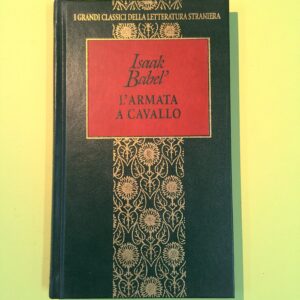 I GRANDI CLASSICI DELLA LETTERATURA STRANIERA
Isaak
Babel'
L'ARMATA
A CAVALLO